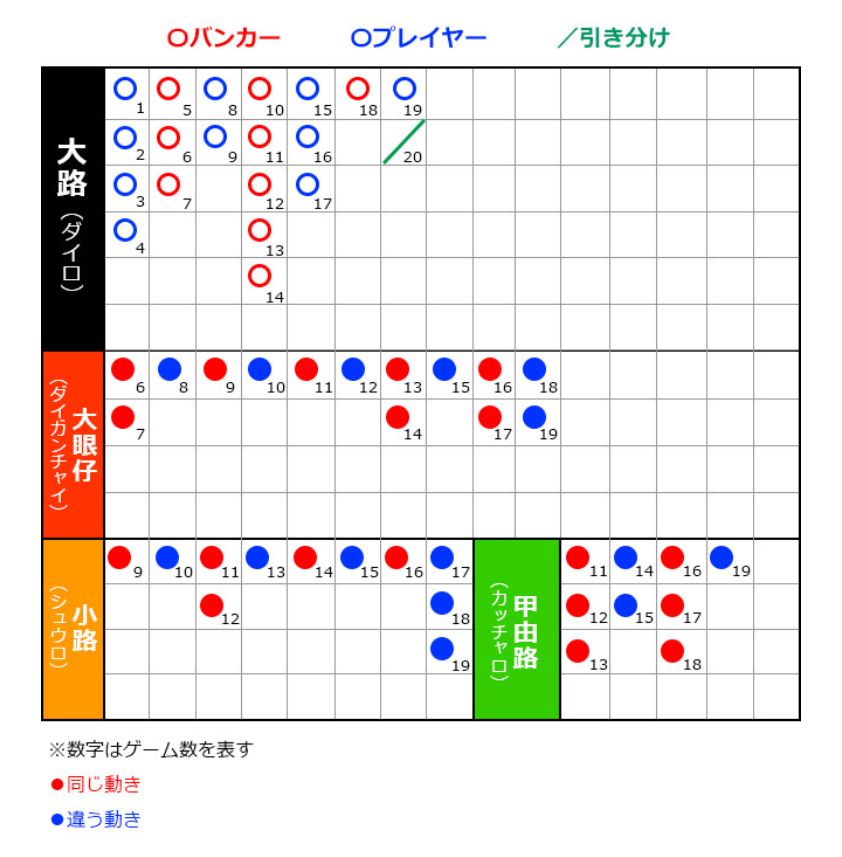 〇バンカー 〇プレイヤー ／引き分け
大路（ダイロ）
1 5 8 10 15 18 19
2 6 9 11 16 20
3 7 12 17
4 13
14
大眼仔（ダイガンチャイ）
6 8 9 10 11 12 13 15 16 18
7 14 17 19
小路（シュウロ）
9 10 11 13 14 15 16 17
12 18
19
甲由路（カッチャロ）
11 14 16 19
12 15 17
13 18
※数字はゲーム数を表す
●同じ動き
●違う動き